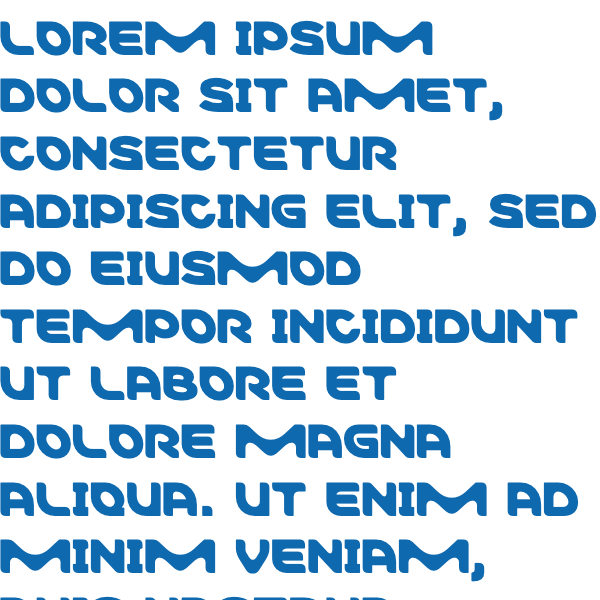 LOREM IPSUM
DOLOR SIT AMET,
CONSECTETUR
ADIPISCING ELIT, SED
DO EIUSMOD
TEMPOR INCIDIDUNT
UT LABORE ET
DOLORE MAGNA
ALIQUA. UT ENIM AD
MINIM VENIAM,